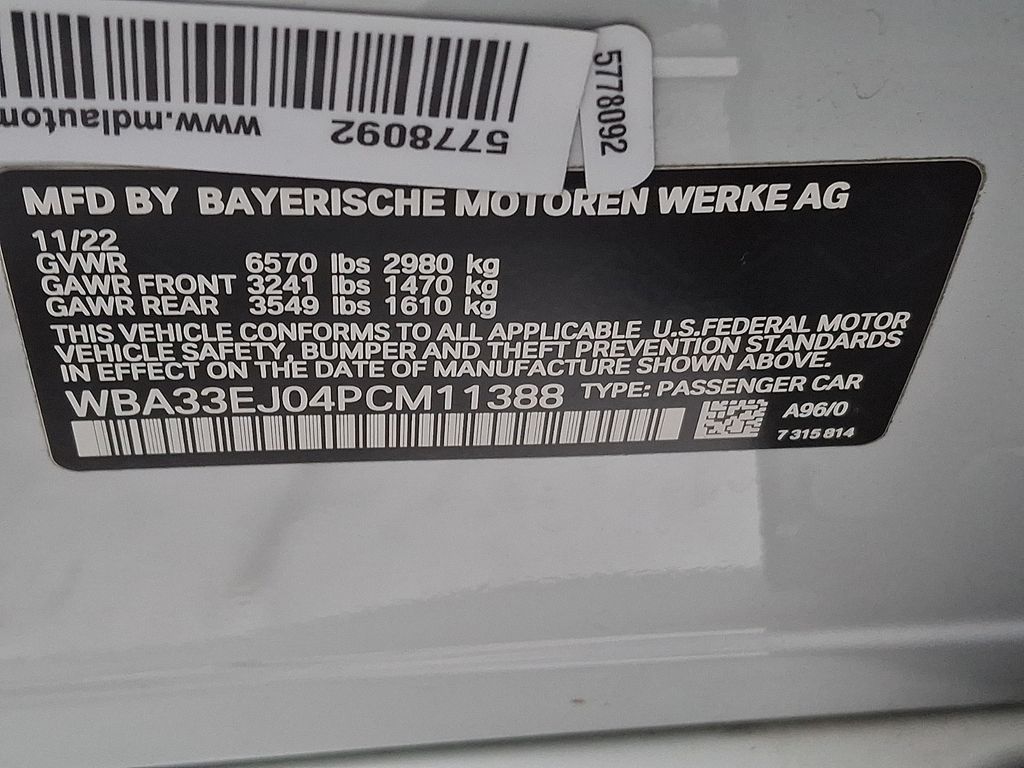 www.mdlautom
5778092
5778092
MFD BY BAYERISCHE MOTOREN WERKE AG
11/22
GVWR 6570 lbs 2980 kg
GAWR FRONT 3241 lbs 1470 kg
GAWR REAR 3549 lbs 1610 kg
THIS VEHICLE CONFORMS TO ALL APPLICABLE U.S.FEDERAL MOTOR
VEHICLE SAFETY, BUMPER AND THEFT PREVENTION STANDARDS
IN EFFECT ON THE DATE OF MANUFACTURE SHOWN ABOVE.
WBA33EJ04PCM11388 TYPE: PASSENGER CAR
A96/0
7 315 814